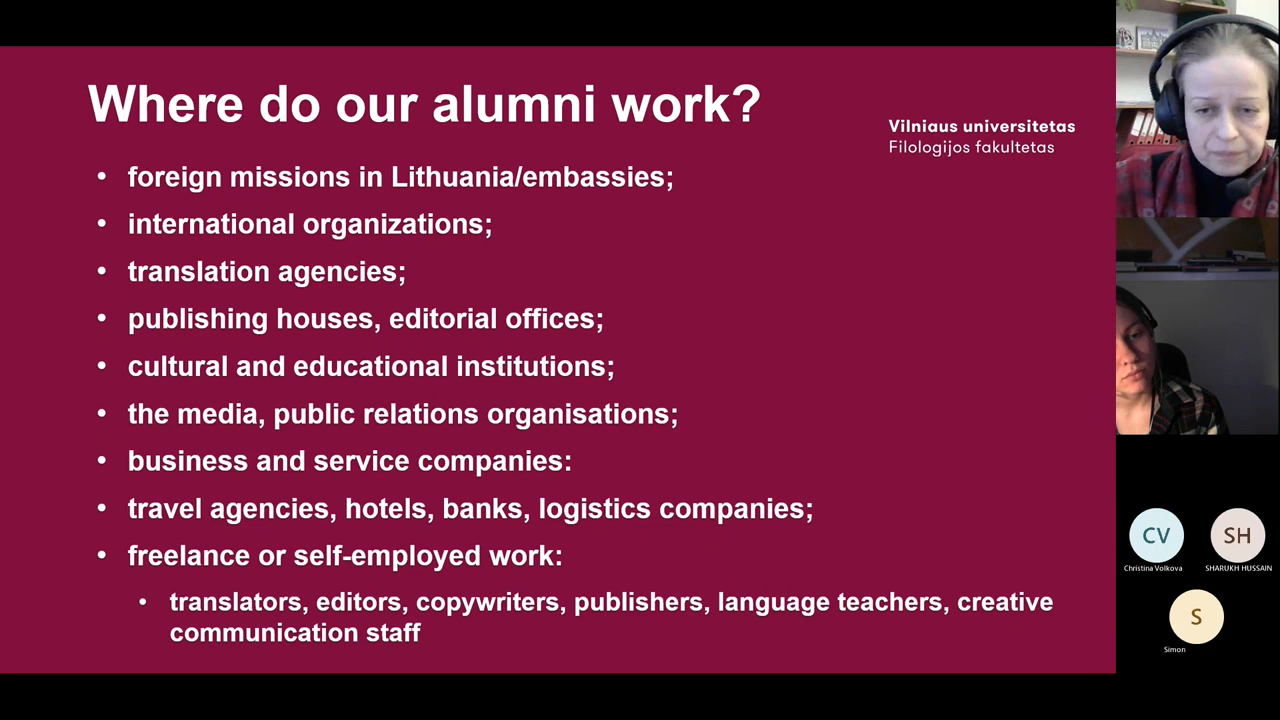 Where do our alumni work?
Vilniaus universitetas
Filologijos fakultetas
• foreign missions in Lithuania/embassies;
• international organizations;
• translation agencies;
• publishing houses, editorial offices;
• cultural and educational institutions;
• the media, public relations organisations;
• business and service companies:
• travel agencies, hotels, banks, logistics companies;
• freelance or self-employed work:
• translators, editors, copywriters, publishers, language teachers, creative
communication staff
CV
SH
Christina Volkova
SHARUKH HUSSAIN
S
Simon